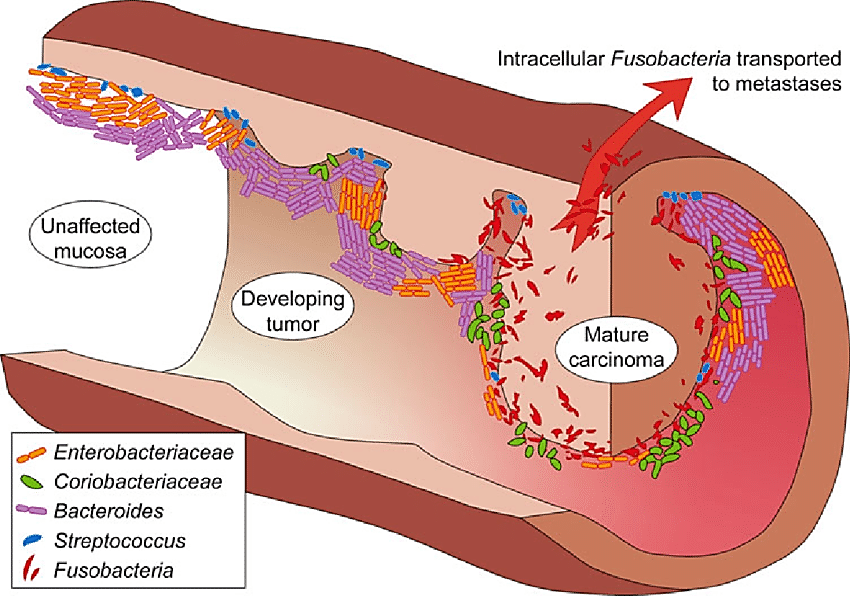 Intracellular Fusobacteria transported
to metastases
Unaffected
mucosa
Developing
tumor
Mature
carcinoma
Enterobacteriaceae
Coriobacteriaceae
Bacteroides
Streptococcus
Fusobacteria